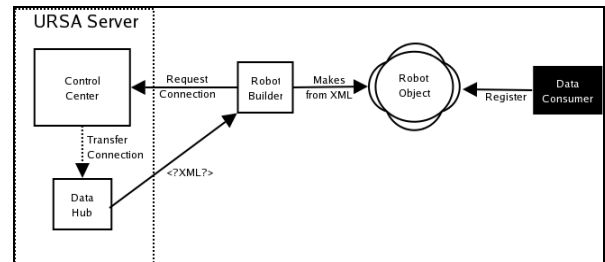 URSA Server
Control
Center
Request
Connection
Robot
Builder
Makes
from XML
Robot
Object
Register
Data
Consumer
Transfer
Connection
<?XML?>
Data
Hub